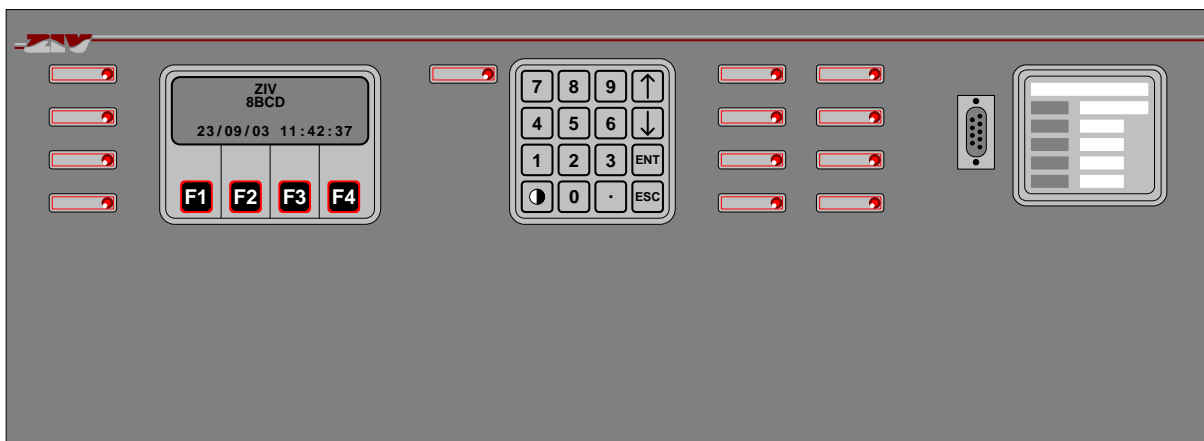 ZIV
ZIV
8BCD
23/09/03 11:42:37
F1 F2 F3 F4
7 8 9 ↑
4 5 6 ↓
1 2 3 ENT
0 · ESC